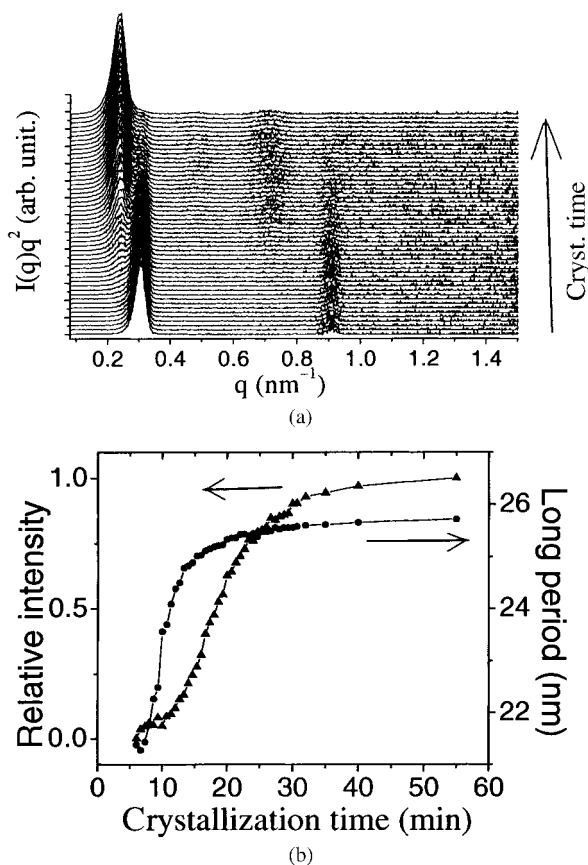 I(q)q² (arb. unit.)
Cryst. time
0.2 0.4 0.6 0.8 1.0 1.2 1.4
q (nm⁻¹)
(a)
Relative intensity
1.0
0.5
0.0
Long period (nm)
26
24
22
0 10 20 30 40 50 60
Crystallization time (min)
(b)